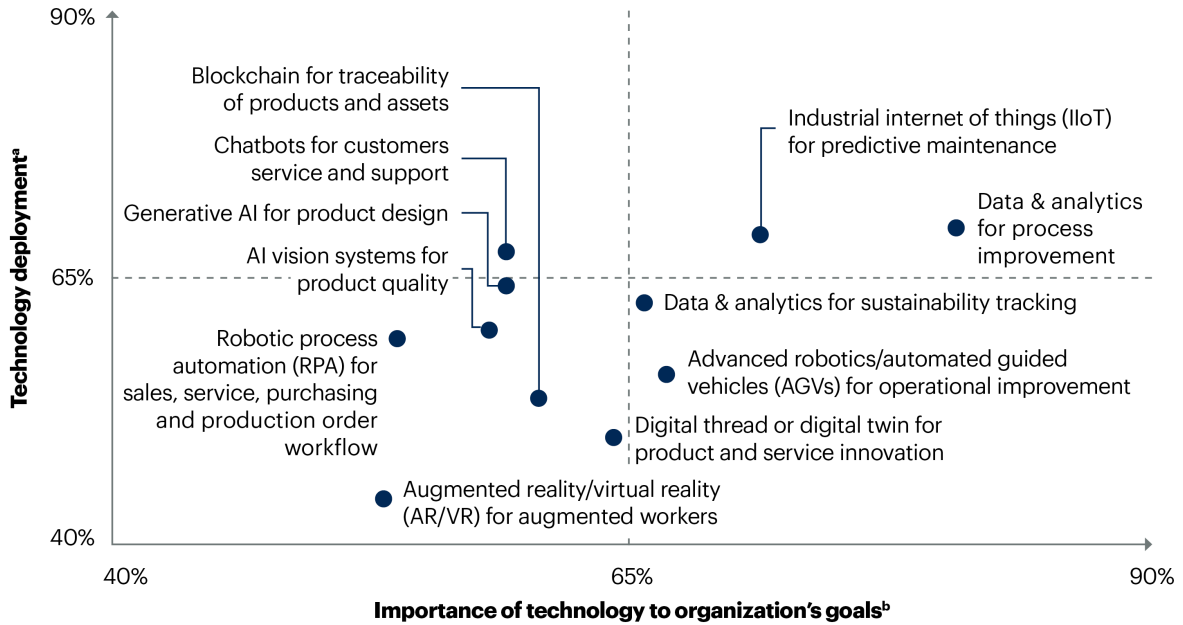 90%
Blockchain for traceability
of products and assets
Chatbots for customers
service and support
Generative AI for product design
AI vision systems for
product quality
Industrial internet of things (IIoT)
for predictive maintenance
Data & analytics
for process
improvement
65%
Data & analytics for sustainability tracking
Robotic process
automation (RPA) for
sales, service, purchasing
and production order
workflow
Advanced robotics/automated guided
vehicles (AGVs) for operational improvement
Digital thread or digital twin for
product and service innovation
Augmented reality/virtual reality
(AR/VR) for augmented workers
40%
Technology deploymentᵃ
40%
65%
90%
Importance of technology to organization's goalsᵇ